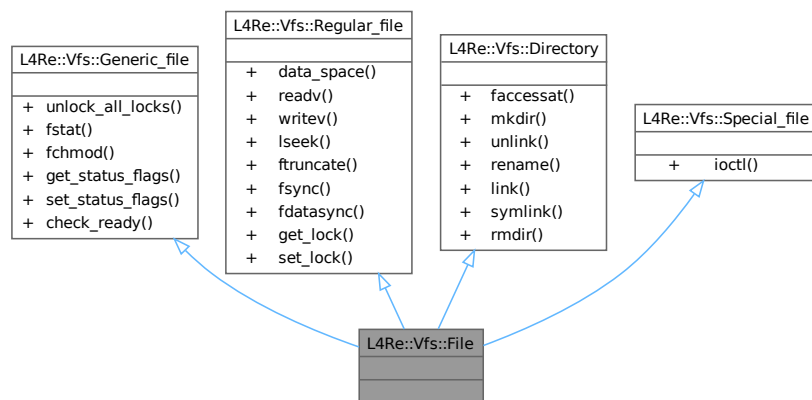 L4Re::Vfs::Generic_file
+ unlock_all_locks()
+ fstat()
+ fchmod()
+ get_status_flags()
+ set_status_flags()
+ check_ready()
L4Re::Vfs::Regular_file
+ data_space()
+ readv()
+ writev()
+ lseek()
+ ftruncate()
+ fsync()
+ fdatasync()
+ get_lock()
+ set_lock()
L4Re::Vfs::Directory
+ faccessat()
+ mkdir()
+ unlink()
+ rename()
+ link()
+ symlink()
+ rmdir()
L4Re::Vfs::Special_file
+ ioctl()
L4Re::Vfs::File